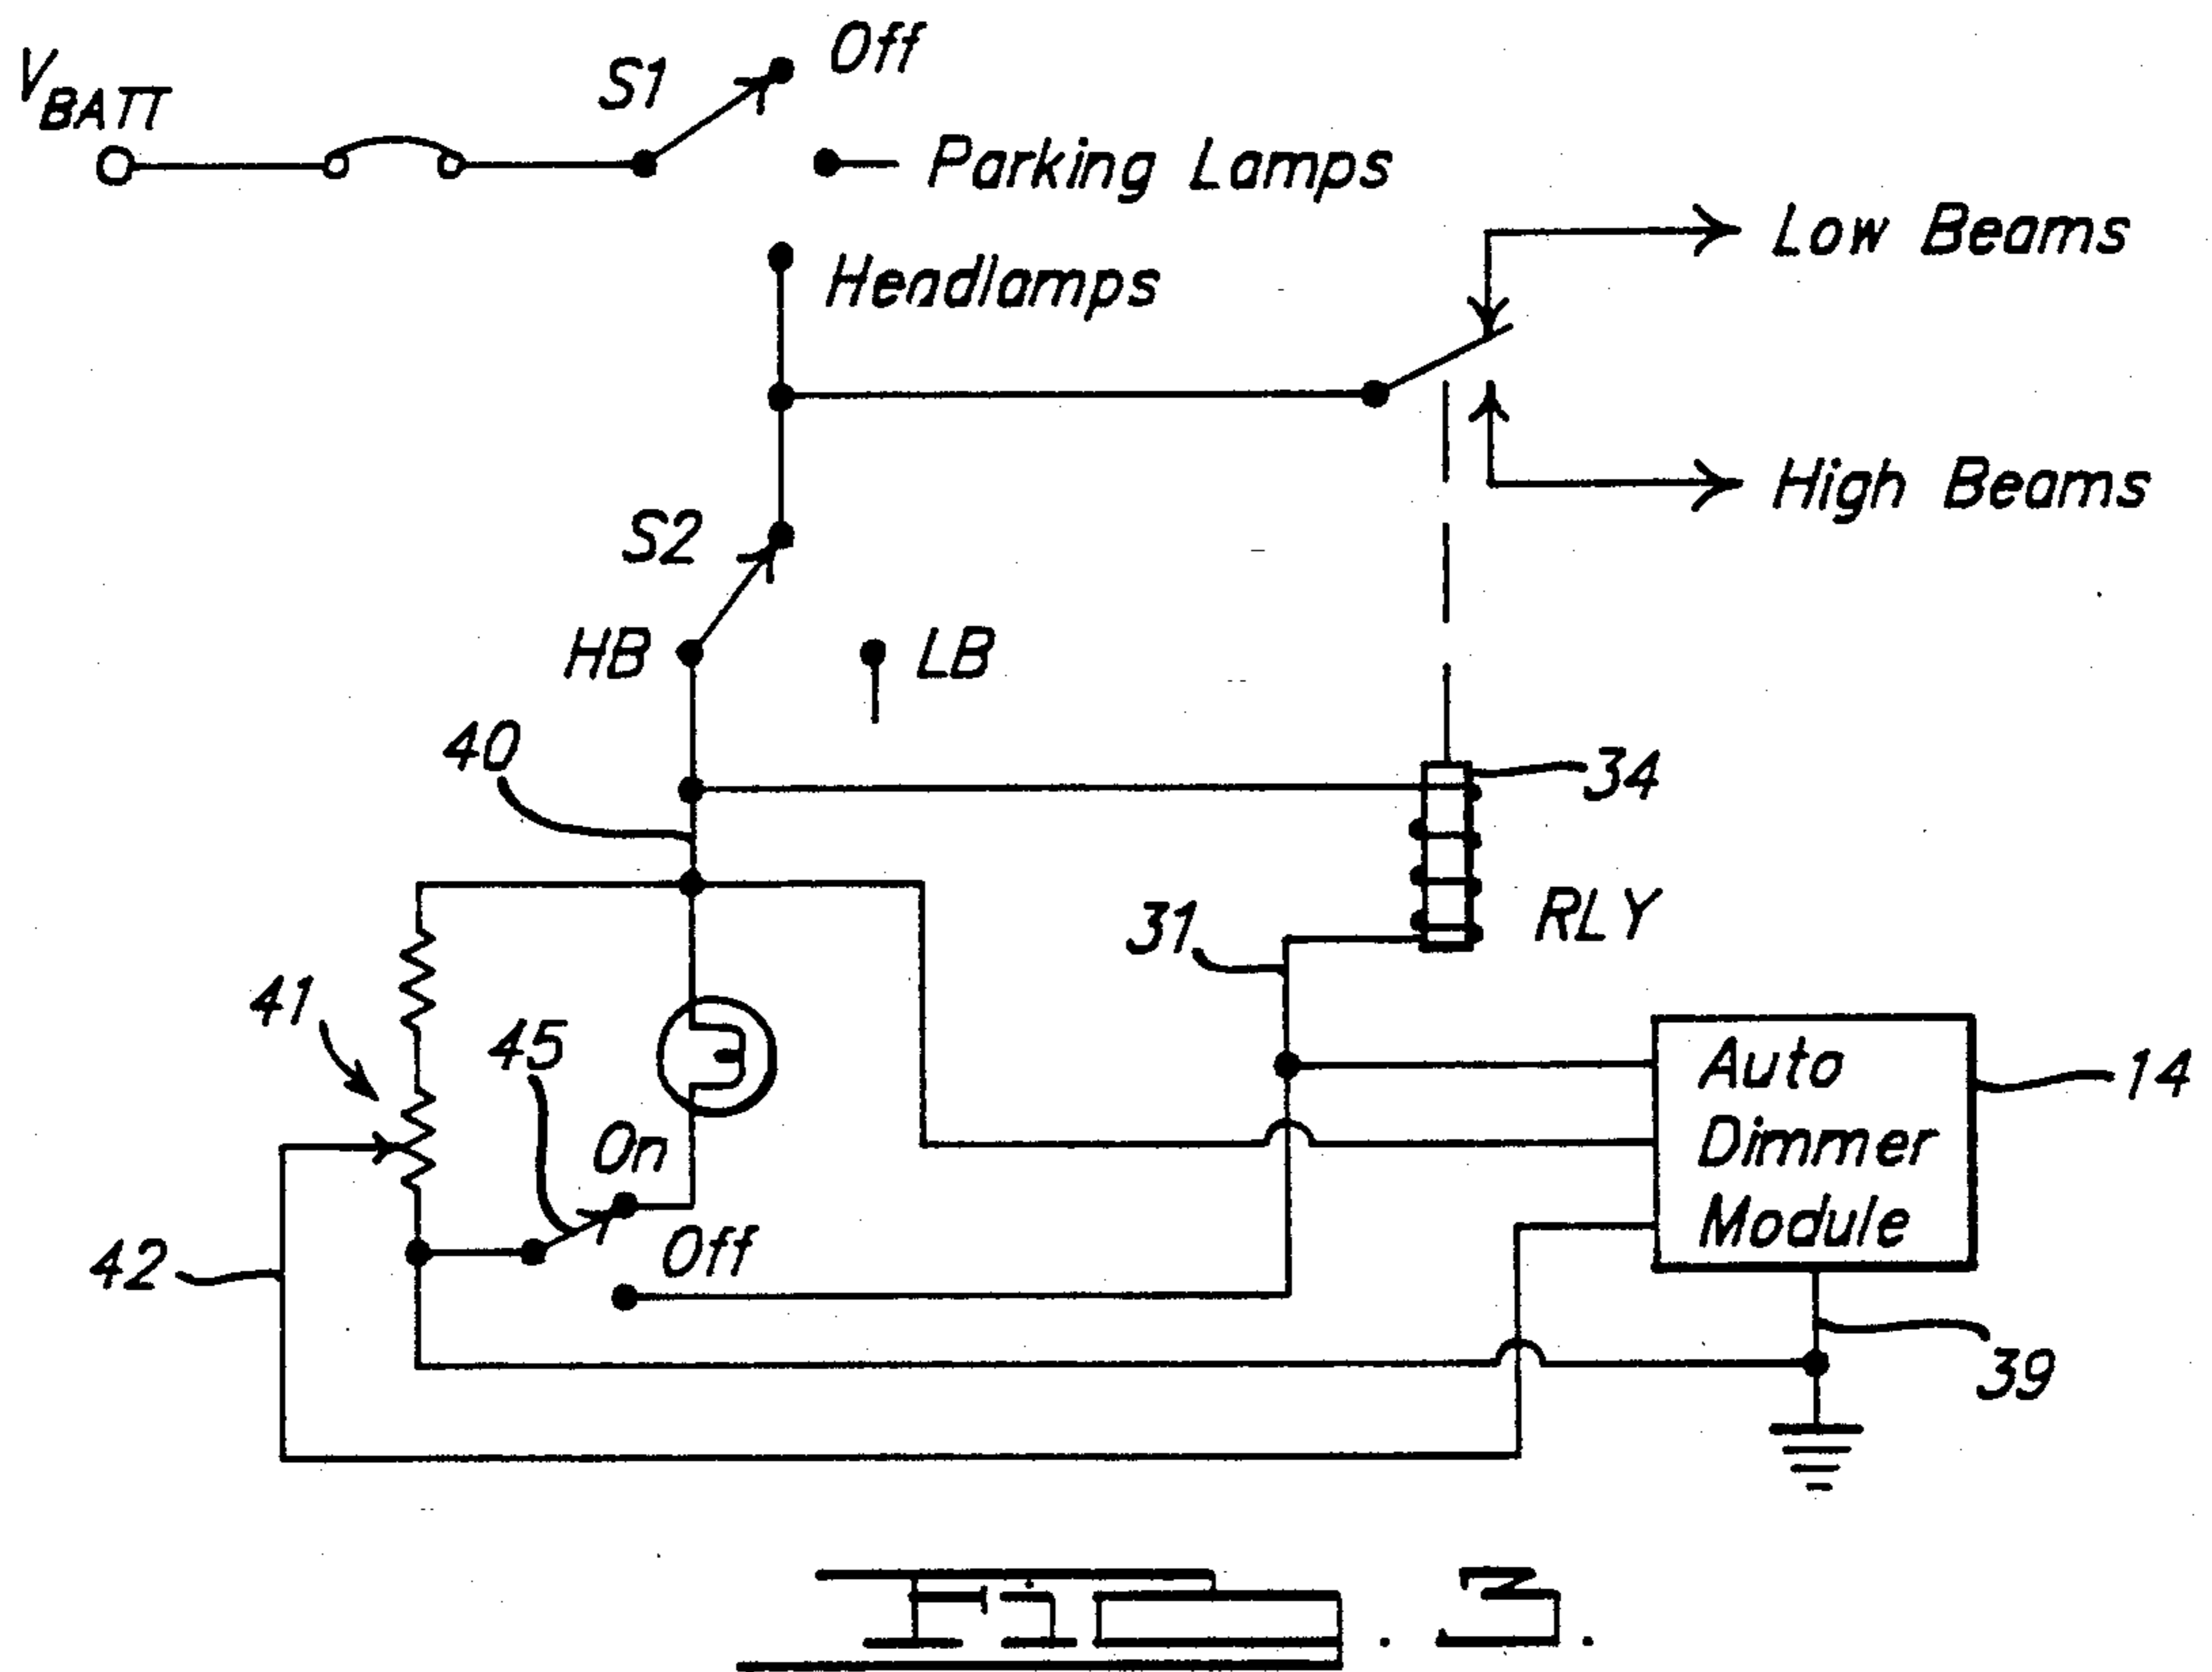 V_BATT
S1
Off
Parking Lamps
Headlamps
Low Beams
High Beams
S2
HB
LB
40
34
RLY
31
41
45
On
Off
42
Auto
Dimmer
Module
14
39
FIG. 3.